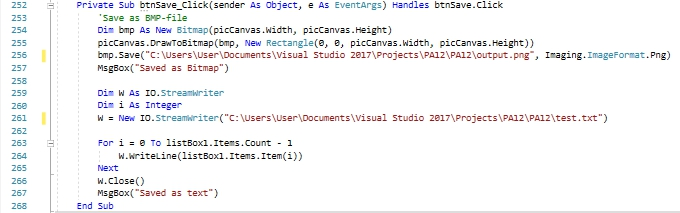 252 Private Sub btnSave_Click(sender As Object, e As EventArgs) Handles btnSave.Click
253 'Save as BMP-file
254 Dim bmp As New Bitmap(picCanvas.Width, picCanvas.Height)
255 picCanvas.DrawToBitmap(bmp, New Rectangle(0, 0, picCanvas.Width, picCanvas.Height))
256 bmp.Save("C:\Users\User\Documents\Visual Studio 2017\Projects\PA12\PA12\output.png", Imaging.ImageFormat.Png)
257 MsgBox("Saved as Bitmap")
258
259 Dim W As IO.StreamWriter
260 Dim i As Integer
261 W = New IO.StreamWriter("C:\Users\User\Documents\Visual Studio 2017\Projects\PA12\PA12\test.txt")
262
263 For i = 0 To listBox1.Items.Count - 1
264 W.WriteLine(listBox1.Items.Item(i))
265 Next
266 W.Close()
267 MsgBox("Saved as text")
268 End Sub